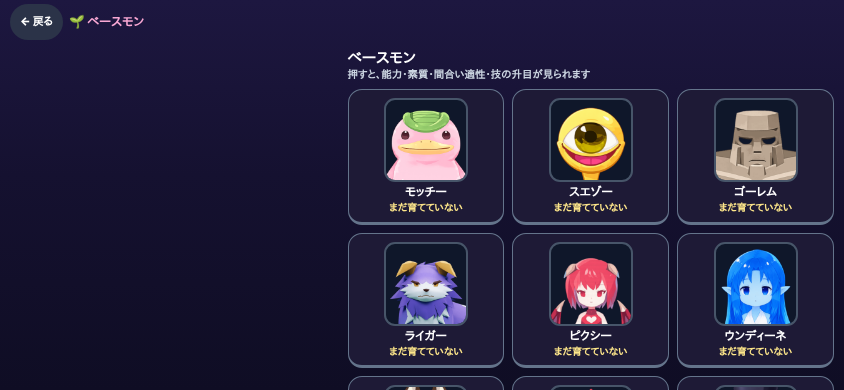 ← 戻る
🌱 ベースモン
ベースモン
押すと、能力・素質・間合い適性・技の升目が見られます
モッチー
まだ育てていない
スエゾー
まだ育てていない
ゴーレム
まだ育てていない
ライガー
まだ育てていない
ピクシー
まだ育てていない
ウンディーネ
まだ育てていない